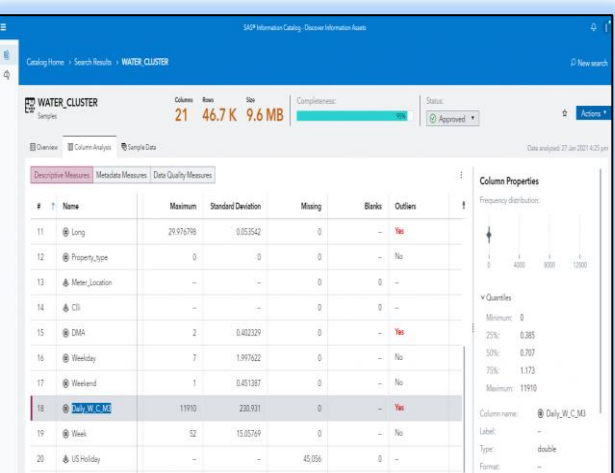 SAS® Information Catalog - Discover Information Assets
Catalog Home > Search Results > WATER_CLUSTER
New search
WATER_CLUSTER
Samples
Columns Rows Size
21 46.7 K 9.6 MB
Completeness:
95%
Status:
Approved
Actions
Overview Column Analysis Sample Data
Date analyzed: 27 Jan 2021 4:25 pm
Descriptive Measures Metadata Measures Data Quality Measures
# ↑ Name Maximum Standard Deviation Missing Blanks Outliers
11 Long 29.976798 0.053542 0 – Yes
12 Property_type 0 0 0 – No
13 Meter_Location – – 0 0 –
14 – – 0 0 –
15 DMA 2 0.402329 0 – Yes
16 Weekday 7 1.997622 0 – No
17 Weekend 1 0.451387 0 – No
18 Daily_W_C_M3 11910 230.931 0 – Yes
19 Week 52 15.05769 0 – No
20 US Holiday – – 45,056 0 –
Column Properties
Frequency distribution:
0 4000 8000 12000
Quantiles
Minimum: 0
25%: 0.385
50%: 0.707
75%: 1.173
Maximum: 11910
Column name: Daily_W_C_M3
Label: –
Type: double
Format: –